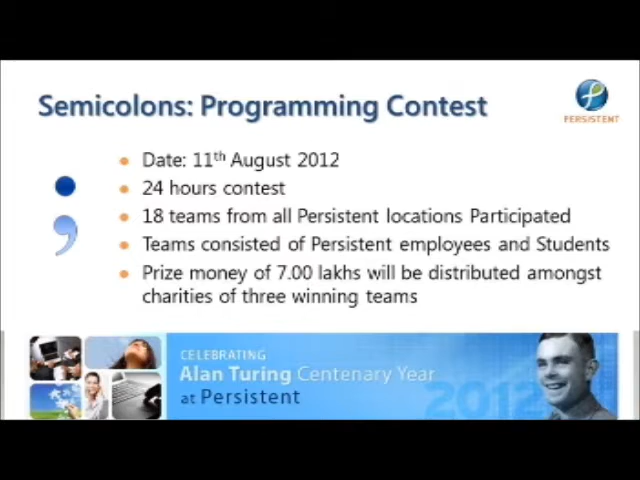 Semicolons: Programming Contest
PERSISTENT
Date: 11th August 2012
24 hours contest
18 teams from all Persistent locations Participated
Teams consisted of Persistent employees and Students
Prize money of 7.00 lakhs will be distributed amongst
charities of three winning teams
CELEBRATING
Alan Turing Centenary Year
at Persistent
2012